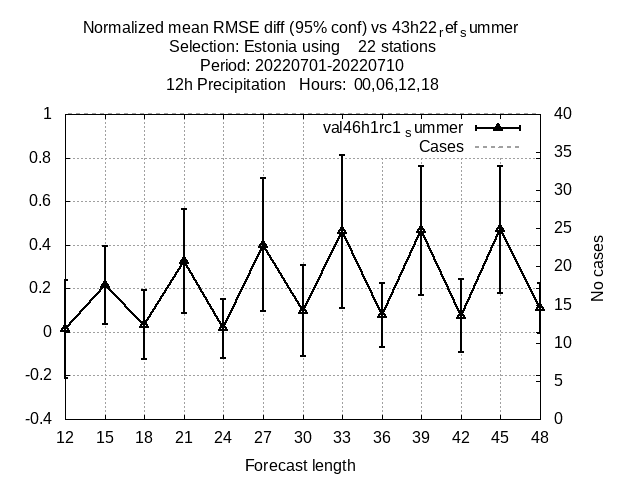 Normalized mean RMSE diff (95% conf) vs 43h22refsummer
Selection: Estonia using 22 stations
Period: 20220701-20220710
12h Precipitation Hours: 00,06,12,18
val46h1rc1summer
Cases
1
0.8
0.6
0.4
0.2
0
-0.2
-0.4
40
35
30
25
20
15
10
5
0
No cases
12 15 18 21 24 27 30 33 36 39 42 45 48
Forecast length